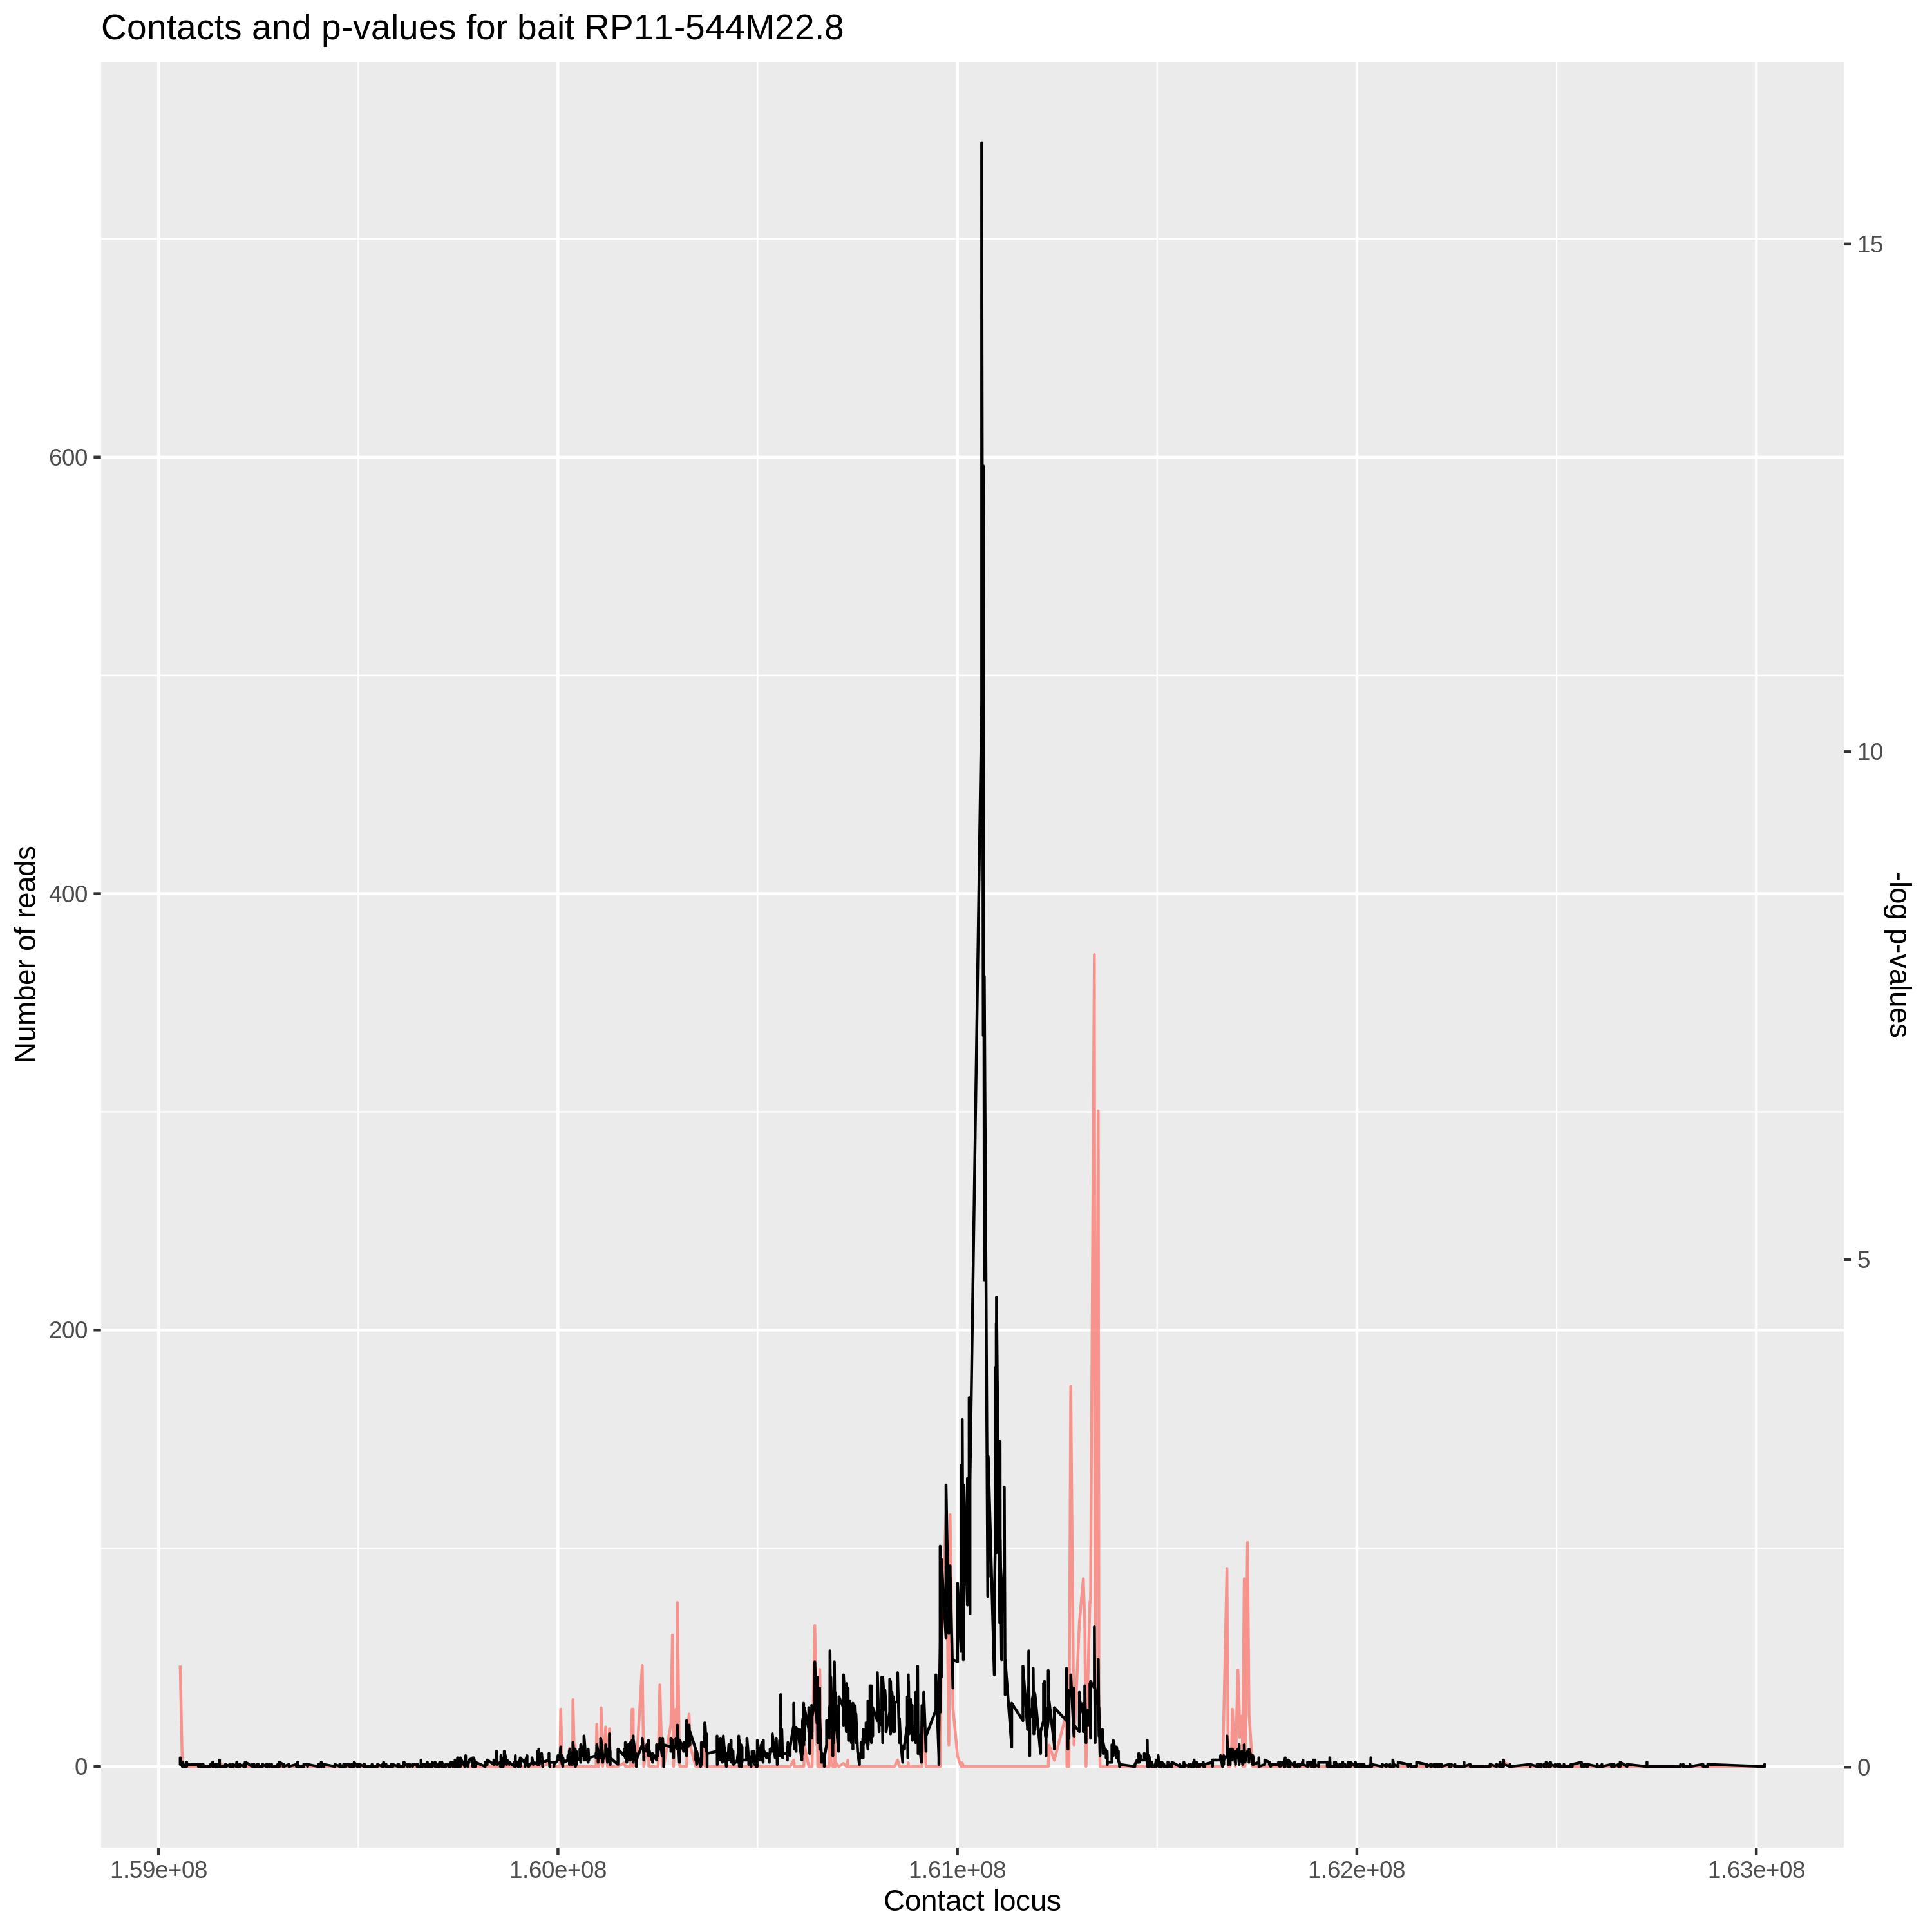 Contacts and p-values for bait RP11-544M22.8
15
600
10
Number of reads
400
-log p-values
5
200
0
0
1.59e+08
1.60e+08
1.61e+08
1.62e+08
1.63e+08
Contact locus